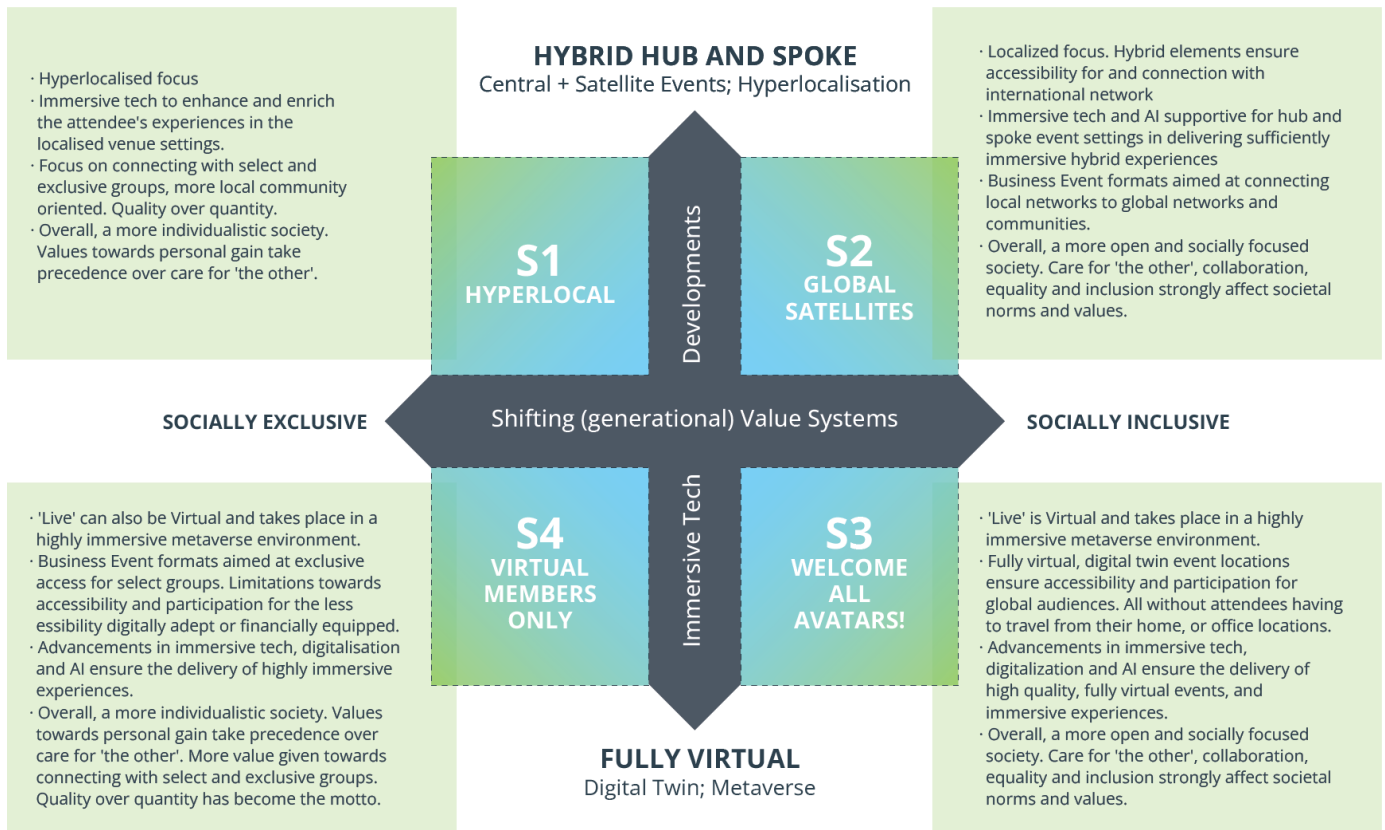 HYBRID HUB AND SPOKE
Central + Satellite Events; Hyperlocalisation
· Hyperlocalised focus
· Immersive tech to enhance and enrich
the attendee's experiences in the
localised venue settings.
· Focus on connecting with select and
exclusive groups, more local community
oriented. Quality over quantity.
· Overall, a more individualistic society.
Values towards personal gain take
precedence over care for 'the other'.
S1
HYPERLOCAL
Developments
S2
GLOBAL
SATELLITES
· Localized focus. Hybrid elements ensure
accessibility for and connection with
international network
· Immersive tech and AI supportive for hub and
spoke event settings in delivering sufficiently
immersive hybrid experiences
· Business Event formats aimed at connecting
local networks to global networks and
communities.
· Overall, a more open and socially focused
society. Care for 'the other', collaboration,
equality and inclusion strongly affect societal
norms and values.
SOCIALLY EXCLUSIVE
Shifting (generational) Value Systems
SOCIALLY INCLUSIVE
· 'Live' can also be Virtual and takes place in a
highly immersive metaverse environment.
· Business Event formats aimed at exclusive
access for select groups. Limitations towards
accessibility and participation for the less
essibility digitally adept or financially equipped.
· Advancements in immersive tech, digitalisation
and AI ensure the delivery of highly immersive
experiences.
· Overall, a more individualistic society. Values
towards personal gain take precedence over
care for 'the other'. More value given towards
connecting with select and exclusive groups.
Quality over quantity has become the motto.
S4
VIRTUAL
MEMBERS
ONLY
Immersive Tech
S3
WELCOME
ALL
AVATARS!
· 'Live' is Virtual and takes place in a highly
immersive metaverse environment.
· Fully virtual, digital twin event locations
ensure accessibility and participation for
global audiences. All without attendees having
to travel from their home, or office locations.
· Advancements in immersive tech,
digitalization and AI ensure the delivery of
high quality, fully virtual events, and
immersive experiences.
· Overall, a more open and socially focused
society. Care for 'the other', collaboration,
equality and inclusion strongly affect societal
norms and values.
FULLY VIRTUAL
Digital Twin; Metaverse